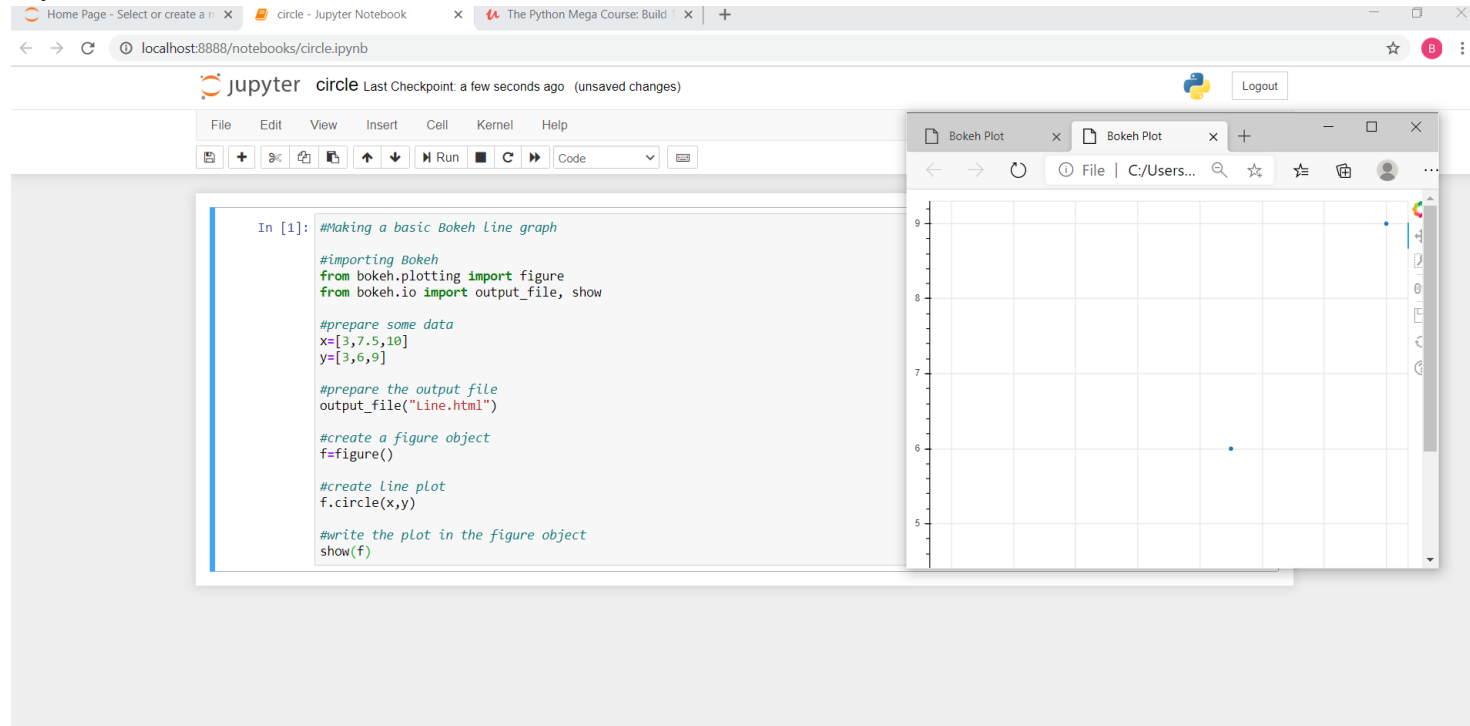 Home Page - Select or create a n
circle - Jupyter Notebook
The Python Mega Course: Build 1
localhost:8888/notebooks/circle.ipynb
B
jupyter circle Last Checkpoint: a few seconds ago (unsaved changes)
Logout
File Edit View Insert Cell Kernel Help
Run
Code
In [1]:
#Making a basic Bokeh line graph
#importing Bokeh
from bokeh.plotting import figure
from bokeh.io import output_file, show
#prepare some data
x=[3,7.5,10]
y=[3,6,9]
#prepare the output file
output_file("Line.html")
#create a figure object
f=figure()
#create line plot
f.circle(x,y)
#write the plot in the figure object
show(f)
Bokeh Plot
Bokeh Plot
File | C:/Users...
9
8
7
6
5